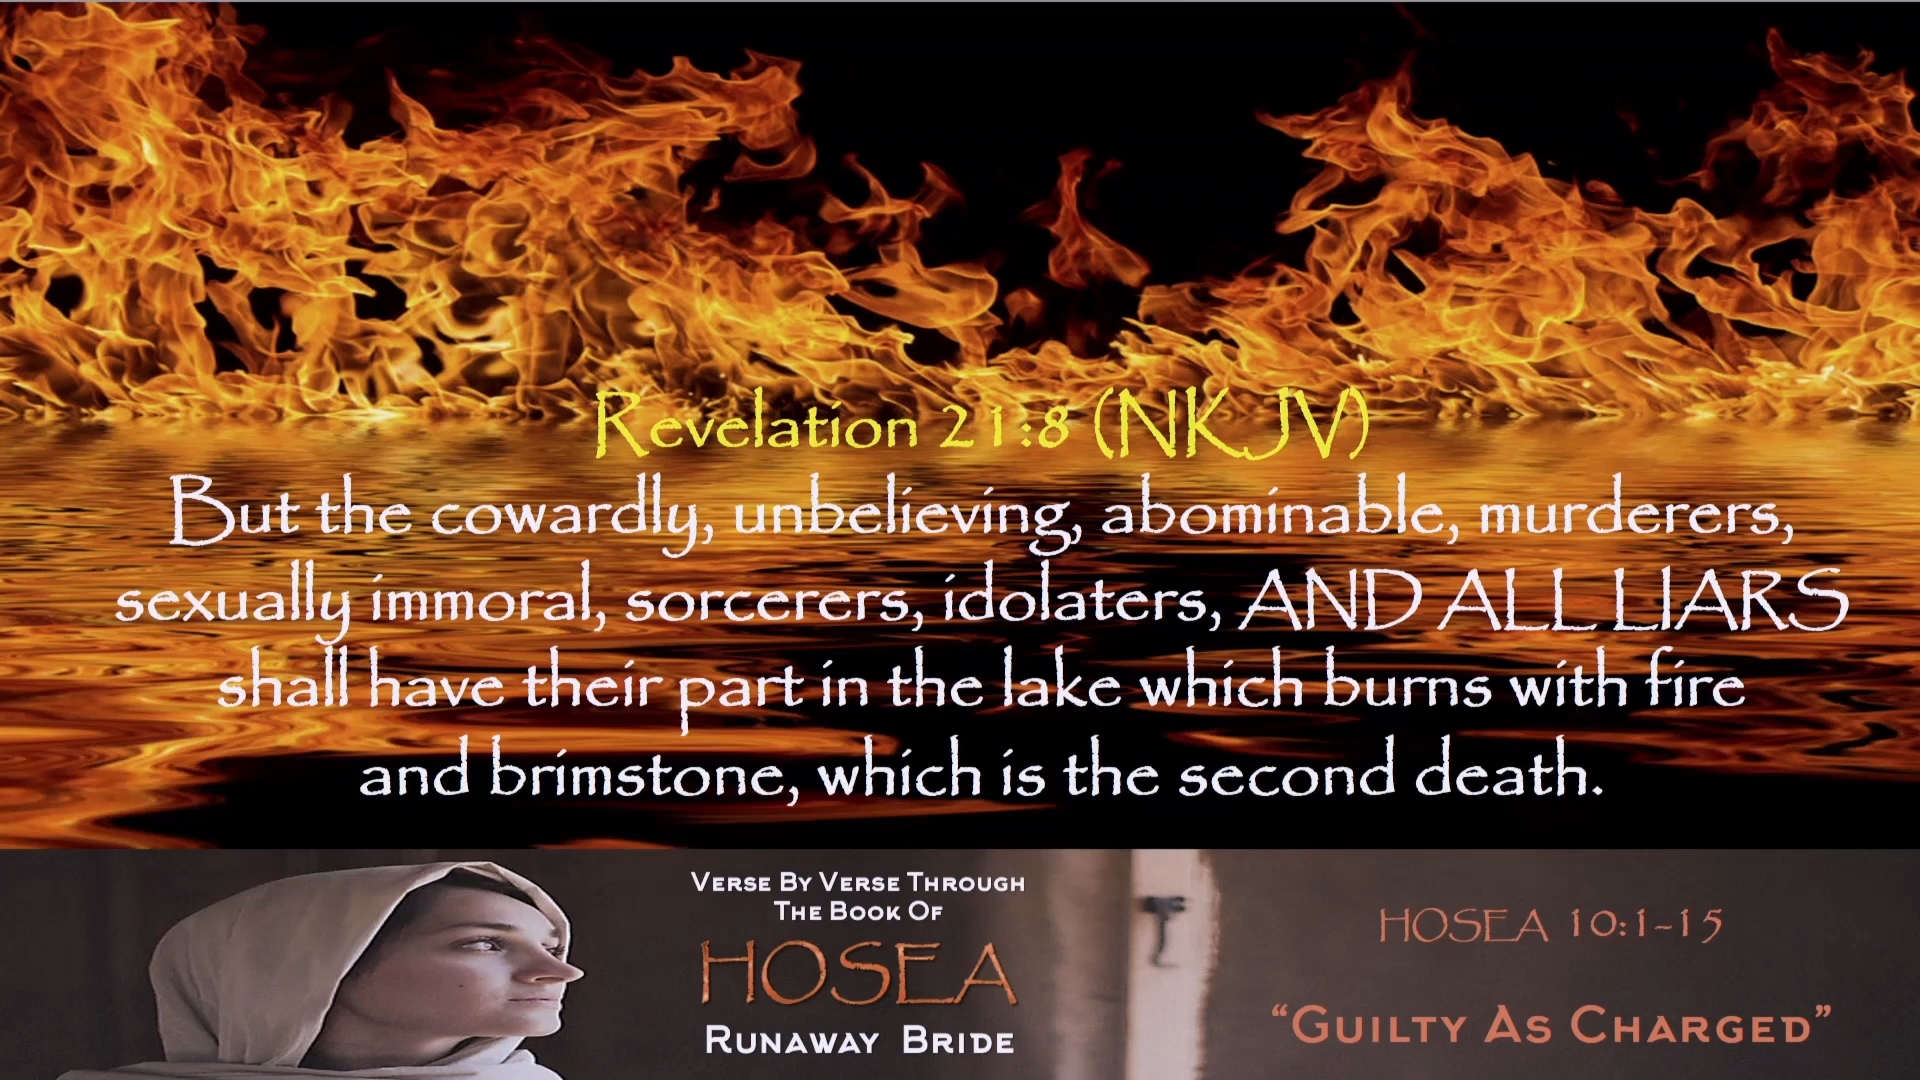 Revelation 21:8 (NKJV)
But the cowardly, unbelieving, abominable, murderers,
sexually immoral, sorcerers, idolaters, AND ALL LIARS
shall have their part in the lake which burns with fire
and brimstone, which is the second death.
VERSE BY VERSE THROUGH
THE BOOK OF
HOSEA
RUNAWAY BRIDE
HOSEA 10:1-15
“GUILTY AS CHARGED”